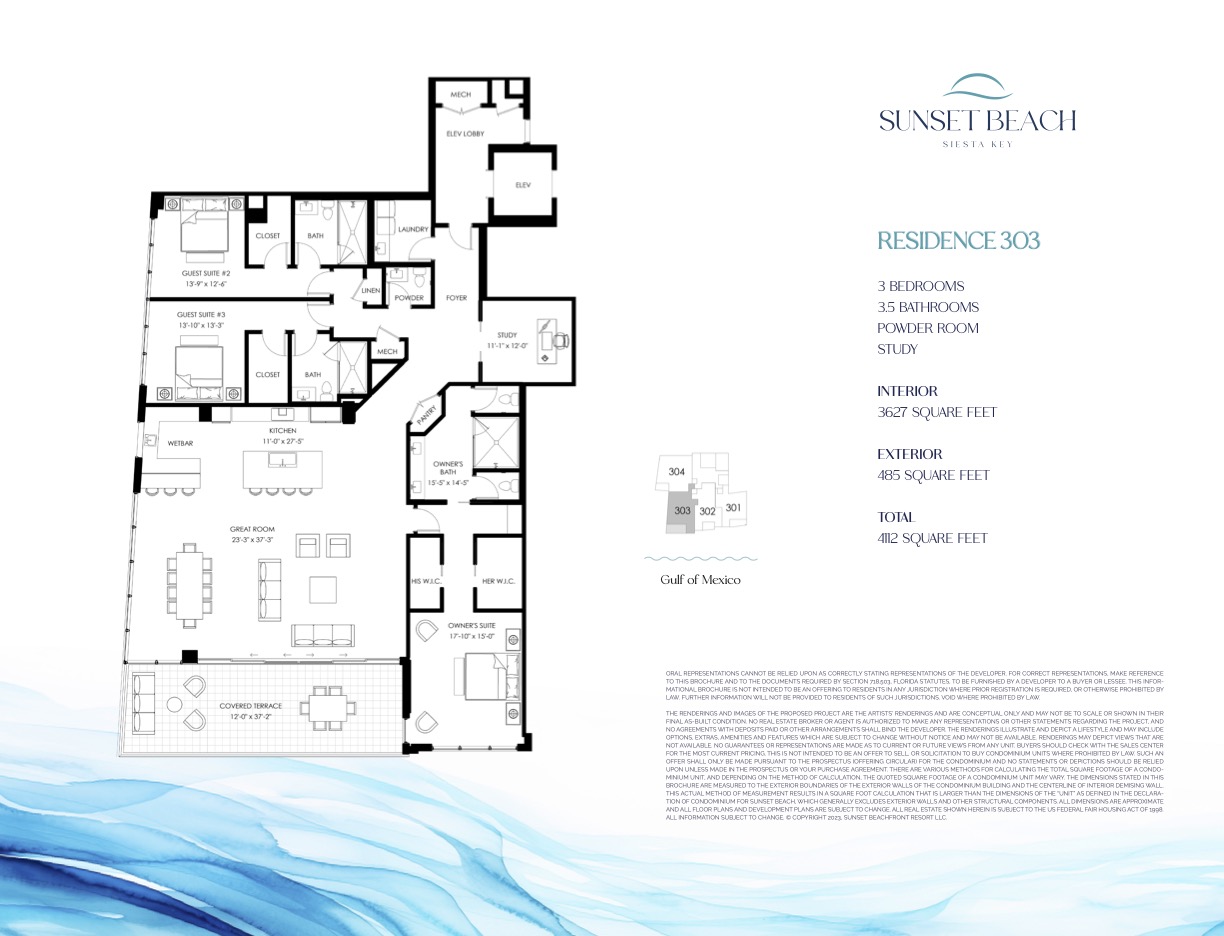 SUNSET BEACH
SIESTA KEY
RESIDENCE 303
3 BEDROOMS
3.5 BATHROOMS
POWDER ROOM
STUDY
INTERIOR
3627 SQUARE FEET
EXTERIOR
485 SQUARE FEET
TOTAL
4112 SQUARE FEET
MECH
ELEV LOBBY
ELEV
CLOSET
BATH
LAUNDRY
GUEST SUITE #2
13'-9" x 12'-6"
LINEN
POWDER
FOYER
GUEST SUITE #3
13'-10" x 13'-3"
STUDY
11'-1" x 12'-0"
MECH
CLOSET
BATH
PANTRY
KITCHEN
11'-0" x 27'-5"
WETBAR
OWNER'S
BATH
15'-5" x 14'-5"
GREAT ROOM
23'-3" x 37'-3"
HIS W.I.C.
HER W.I.C.
OWNER'S SUITE
17'-10" x 15'-0"
COVERED TERRACE
12'-0" x 37'-2"
304
303
302
301
Gulf of Mexico
ORAL REPRESENTATIONS CANNOT BE RELIED UPON AS CORRECTLY STATING REPRESENTATIONS OF THE DEVELOPER. FOR CORRECT REPRESENTATIONS, MAKE REFERENCE
TO THIS BROCHURE AND TO THE DOCUMENTS REQUIRED BY SECTION 718.503, FLORIDA STATUTES, TO BE FURNISHED BY A DEVELOPER TO A BUYER OR LESSEE. THIS INFOR-
MATIONAL BROCHURE IS NOT INTENDED TO BE AN OFFERING TO RESIDENTS IN ANY JURISDICTION WHERE PRIOR REGISTRATION IS REQUIRED, OR OTHERWISE PROHIBITED BY
LAW. FURTHER INFORMATION WILL NOT BE PROVIDED TO RESIDENTS OF SUCH JURISDICTIONS. VOID WHERE PROHIBITED BY LAW.
THE RENDERINGS AND IMAGES OF THE PROPOSED PROJECT ARE THE ARTISTS' RENDERINGS AND ARE CONCEPTUAL ONLY AND MAY NOT BE TO SCALE OR SHOWN IN THEIR
FINAL AS-BUILT CONDITION. NO REAL ESTATE BROKER OR AGENT IS AUTHORIZED TO MAKE ANY REPRESENTATIONS OR OTHER STATEMENTS REGARDING THE PROJECT, AND
NO AGREEMENTS WITH DEPOSITS PAID OR OTHER ARRANGEMENTS SHALL BIND THE DEVELOPER. THE RENDERINGS ILLUSTRATE AND DEPICT A LIFESTYLE AND MAY INCLUDE
OPTIONS, EXTRAS, AMENITIES AND FEATURES WHICH ARE SUBJECT TO CHANGE WITHOUT NOTICE AND MAY NOT BE AVAILABLE. RENDERINGS MAY DEPICT VIEWS THAT ARE
NOT AVAILABLE. NO GUARANTEES OR REPRESENTATIONS ARE MADE AS TO CURRENT OR FUTURE VIEWS FROM ANY UNIT. BUYERS SHOULD CHECK WITH THE SALES CENTER
FOR THE MOST CURRENT PRICING. THIS IS NOT INTENDED TO BE AN OFFER TO SELL, OR SOLICITATION TO BUY CONDOMINIUM UNITS WHERE PROHIBITED BY LAW. SUCH AN
OFFER SHALL ONLY BE MADE PURSUANT TO THE PROSPECTUS (OFFERING CIRCULAR) FOR THE CONDOMINIUM AND NO STATEMENTS OR DEPICTIONS SHOULD BE RELIED
UPON UNLESS MADE IN THE PROSPECTUS OR YOUR PURCHASE AGREEMENT. THERE ARE VARIOUS METHODS FOR CALCULATING THE TOTAL SQUARE FOOTAGE OF A CONDO-
MINIUM UNIT, AND DEPENDING ON THE METHOD OF CALCULATION, THE QUOTED SQUARE FOOTAGE OF A CONDOMINIUM UNIT MAY VARY. THE DIMENSIONS STATED IN THIS
BROCHURE ARE MEASURED TO THE EXTERIOR BOUNDARIES OF THE EXTERIOR WALLS OF THE CONDOMINIUM BUILDING AND THE CENTERLINE OF INTERIOR DEMISING WALL.
THIS ACTUAL METHOD OF MEASUREMENT RESULTS IN A SQUARE FOOT CALCULATION THAT IS LARGER THAN THE DIMENSIONS OF THE "UNIT" AS DEFINED IN THE DECLARA-
TION OF CONDOMINIUM FOR SUNSET BEACH, WHICH GENERALLY EXCLUDES EXTERIOR WALLS AND OTHER STRUCTURAL COMPONENTS. ALL DIMENSIONS ARE APPROXIMATE
AND ALL FLOOR PLANS AND DEVELOPMENT PLANS ARE SUBJECT TO CHANGE. ALL REAL ESTATE SHOWN HEREIN IS SUBJECT TO THE US FEDERAL FAIR HOUSING ACT OF 1998.
ALL INFORMATION SUBJECT TO CHANGE. © COPYRIGHT 2023, SUNSET BEACHFRONT RESORT LLC.